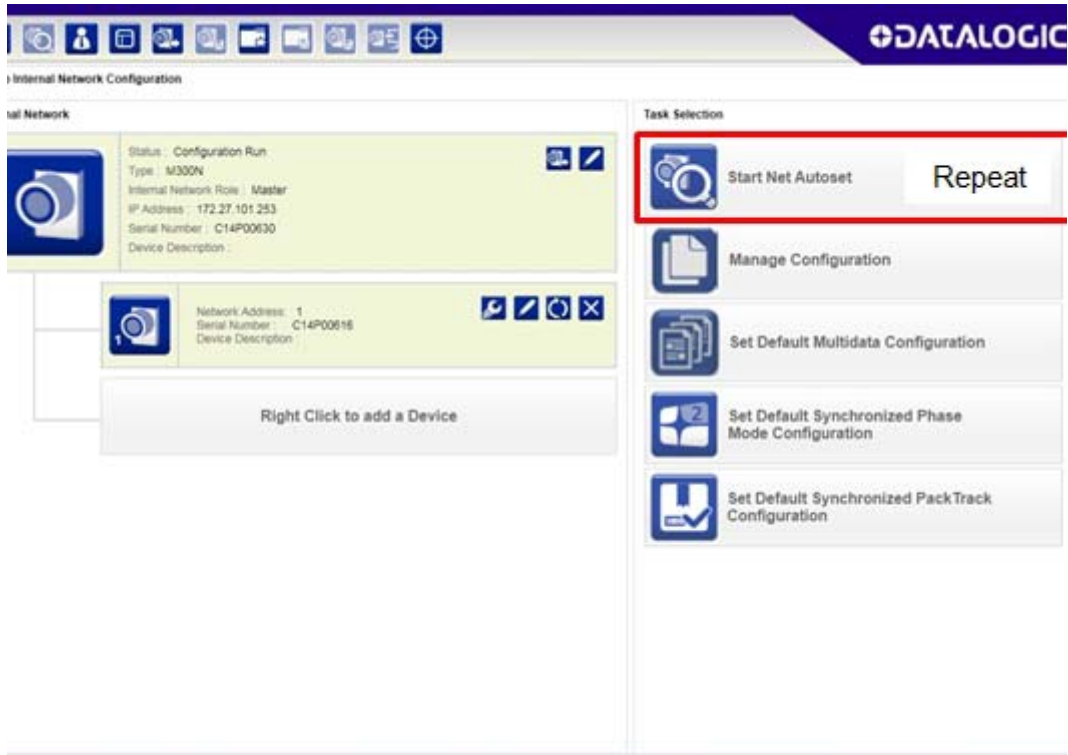 DATALOGIC
Internal Network Configuration
Network
Task Selection
Status : Configuration Run
Type : M300N
Internal Network Role : Master
IP Address : 172.27.101.253
Serial Number : C14P00630
Device Description :
1
Network Address: 1
Serial Number : C14P00616
Device Description :
Right Click to add a Device
Start Net Autoset
Repeat
Manage Configuration
Set Default Multidata Configuration
2
Set Default Synchronized Phase
Mode Configuration
Set Default Synchronized PackTrack
Configuration